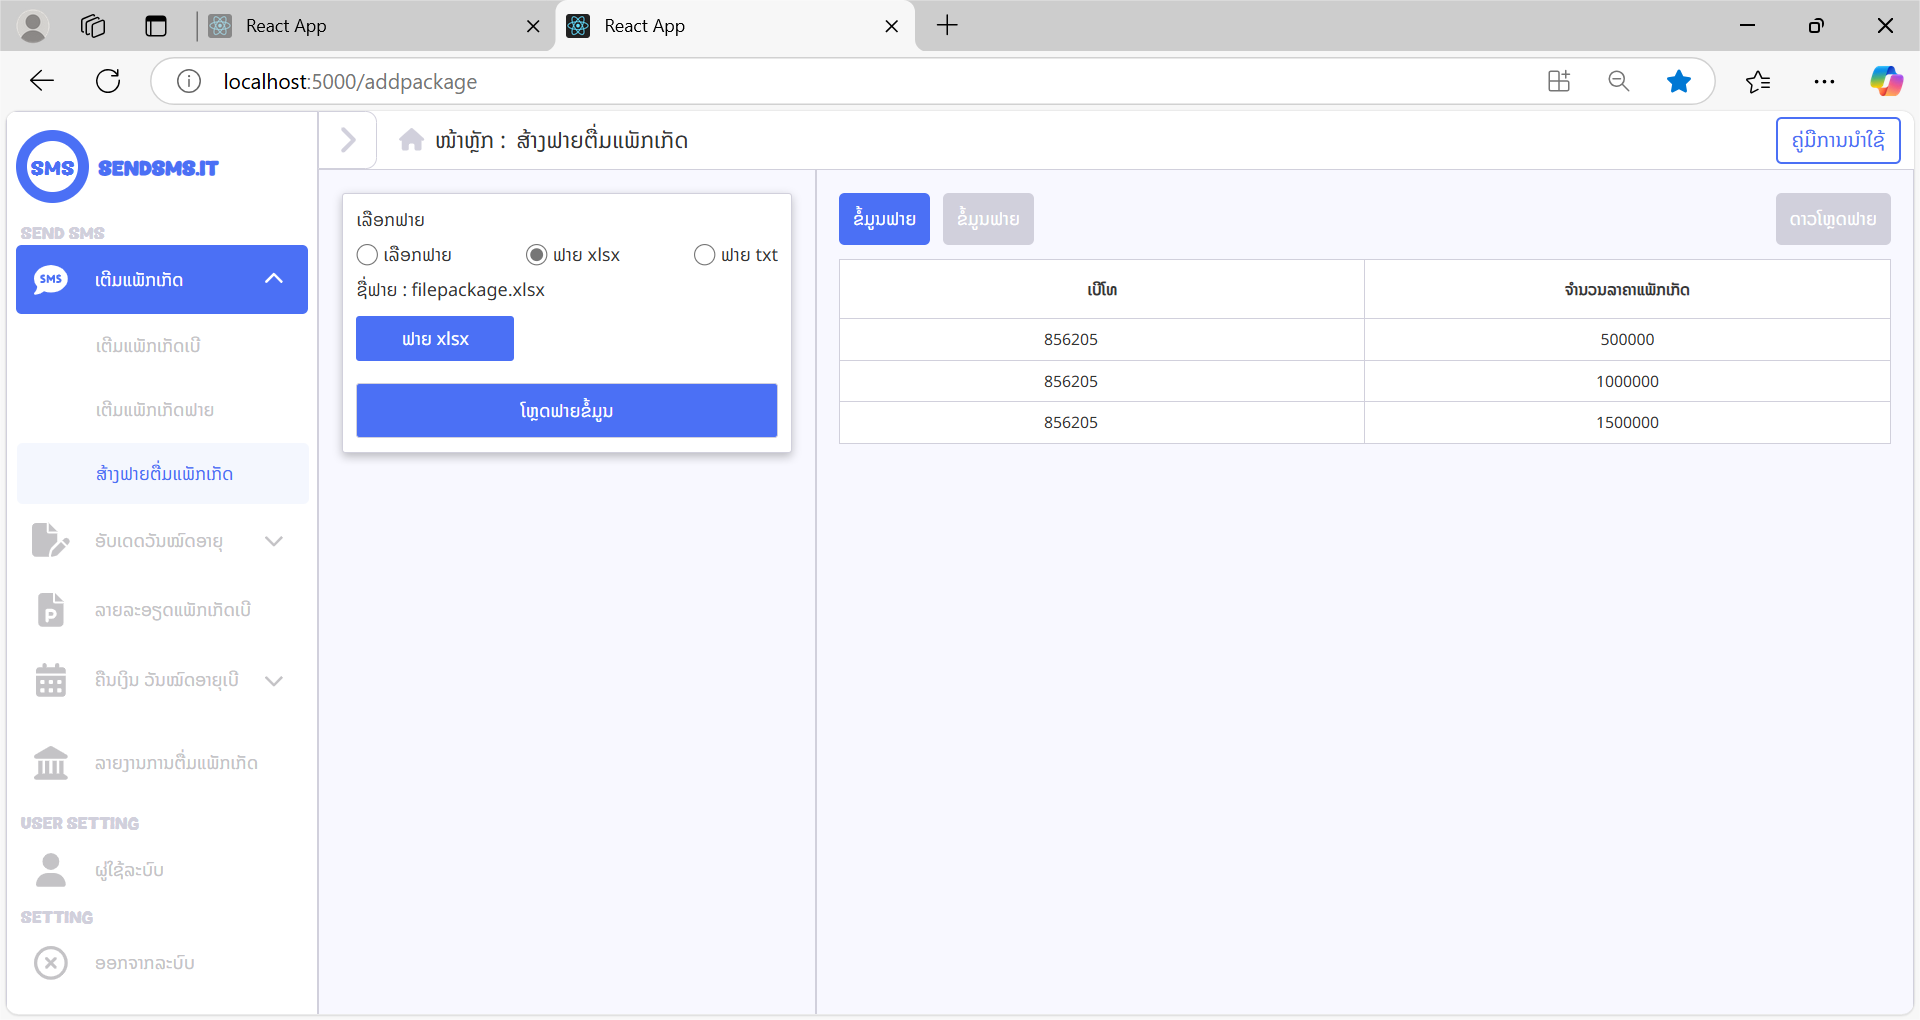 React App
React App
localhost:5000/addpackage
SMS SENDSMS.IT
SEND SMS
SMS ເຕີມແພັກເກັດ
ເຕີມແພັກເກັດເບີ
ເຕີມແພັກເກັດຟາຍ
ສ້າງຟາຍຕື່ມແພັກເກັດ
ອັບເດດວັນໝົດອາຍຸ
ລາຍລະອຽດແພັກເກັດເບີ
ຄືນເງິນ ວັນໝົດອາຍຸເບີ
ລາຍງານການຕື່ມແພັກເກັດ
USER SETTING
ຜູ້ໃຊ້ລະບົບ
SETTING
ອອກຈາກລະບົບ
ໜ້າຫຼັກ : ສ້າງຟາຍຕື່ມແພັກເກັດ
ຄູ່ມືການນຳໃຊ້
ເລືອກຟາຍ
ເລືອກຟາຍ ຟາຍ xlsx ຟາຍ txt
ຊື່ຟາຍ : filepackage.xlsx
ຟາຍ xlsx
ໂຫຼດຟາຍຂໍ້ມູນ
ຂໍ້ມູນຟາຍ ຂໍ້ມູນຟາຍ ດາວໂຫຼດຟາຍ
ເບີໂທ ຈຳນວນລາຄາແພັກເກັດ
856205 500000
856205 1000000
856205 1500000